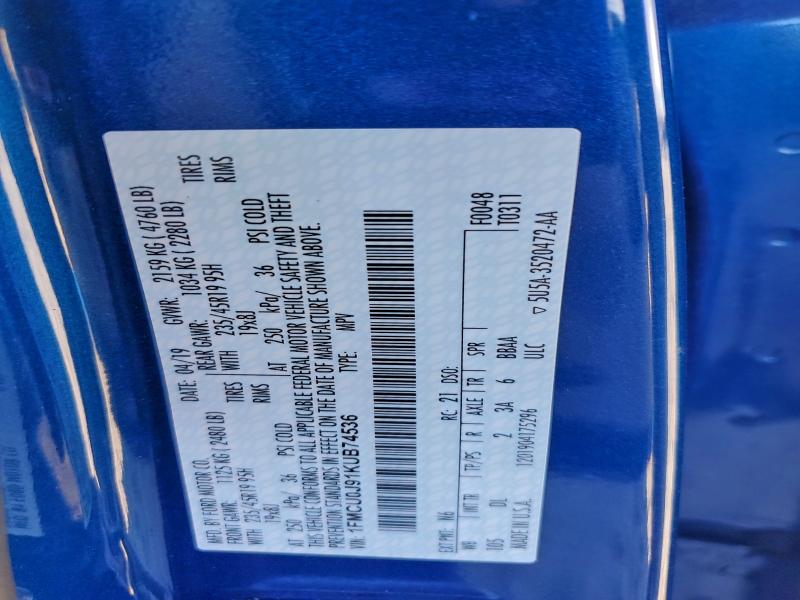 MFD. BY FORD MOTOR CO.
DATE: 04/19 GVWR: 2159 KG ( 4760 LB)
FRONT GAWR: 1125 KG ( 2480 LB) REAR GAWR: 1034 KG ( 2280 LB)
WITH 235/45R19 95H TIRES WITH 235/45R19 95H TIRES
19x8J RIMS 19x8J RIMS
AT 250 kPa/ 36 PSI COLD AT 250 kPa/ 36 PSI COLD
THIS VEHICLE CONFORMS TO ALL APPLICABLE FEDERAL MOTOR VEHICLE SAFETY AND THEFT
PREVENTION STANDARDS IN EFFECT ON THE DATE OF MANUFACTURE SHOWN ABOVE.
VIN: 1FMCU0J91KUB74536 TYPE: MPV
F0048
T0311
EXT PNT: N6 RC: 21 DSO:
WB INT TR TP/PS R AXLE TR SPR
105 DL 2 3A 6 BBAA
MADE IN U.S.A. 1201904175296 ULC ▽ 5U5A-3520472-AA